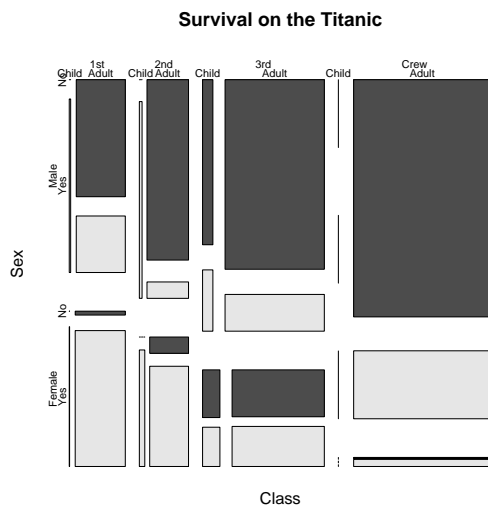 Survival on the Titanic
1st 2nd 3rd Crew
Child Adult Child Adult Child Adult Child Adult
No
Male
Yes
Sex
No
Female
Yes
Class